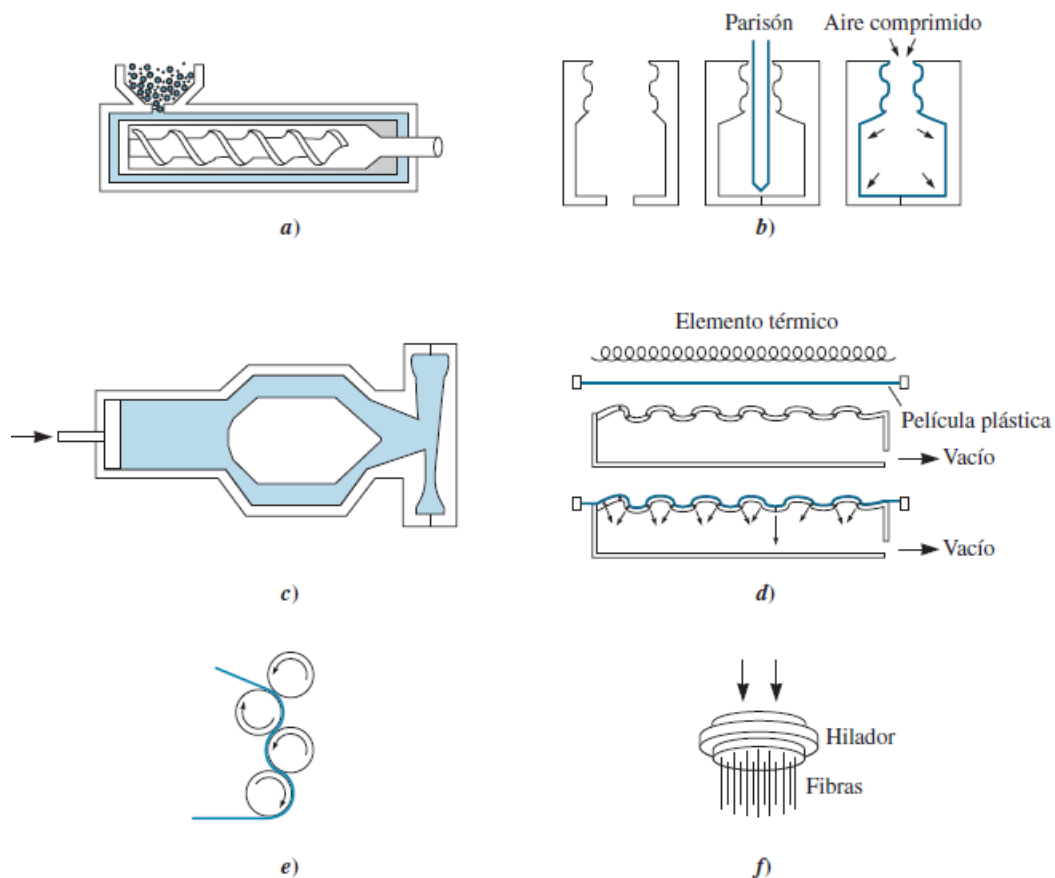 Parisón
Aire comprimido
a)
b)
Elemento térmico
Película plástica
Vacío
Vacío
c)
d)
Hilador
Fibras
e)
f)